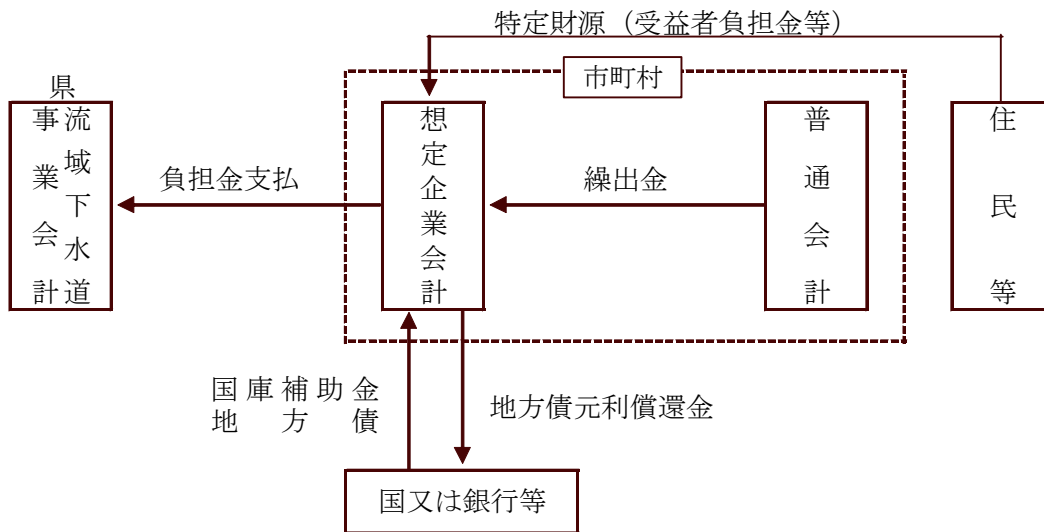 特定財源（受益者負担金等）
市町村
県
流域下水道
事業会計
負担金支払
想定企業会計
繰出金
普通会計
住民等
国庫補助金
地方債
地方債元利償還金
国又は銀行等